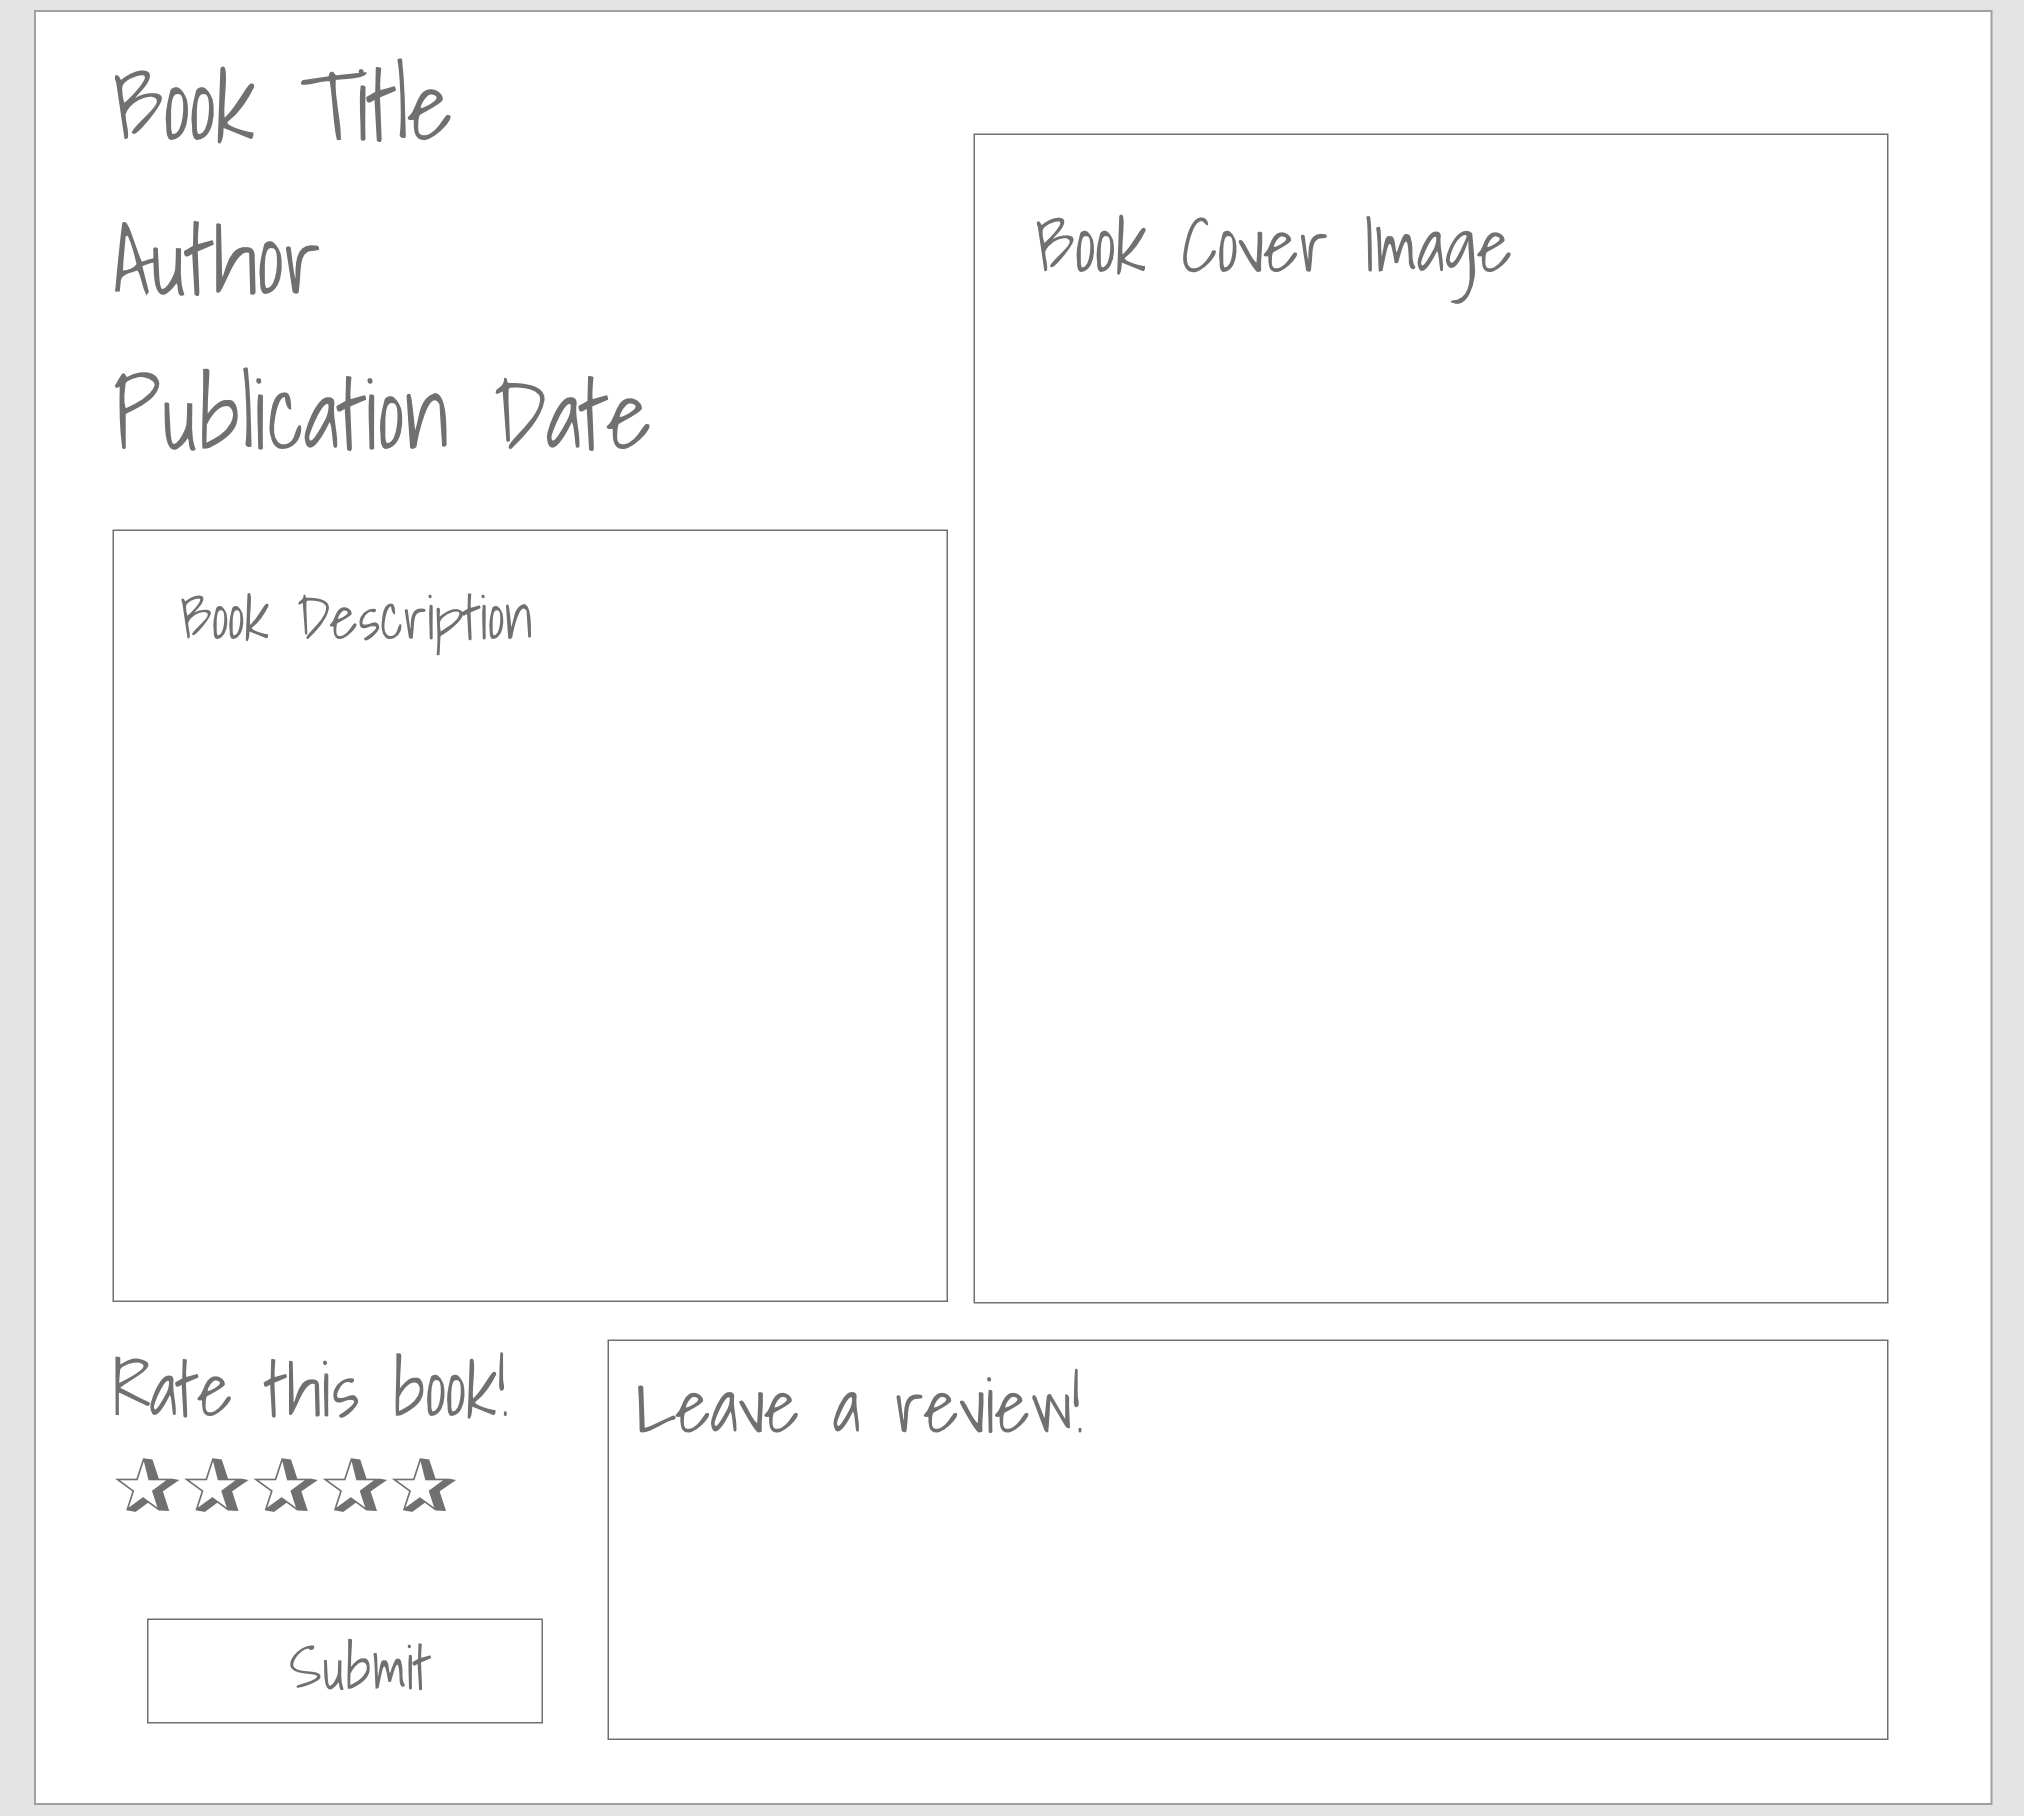 Book Title
Author
Publication Date
Book Cover Image
Book Description
Rate this book!
Leave a review!
Submit